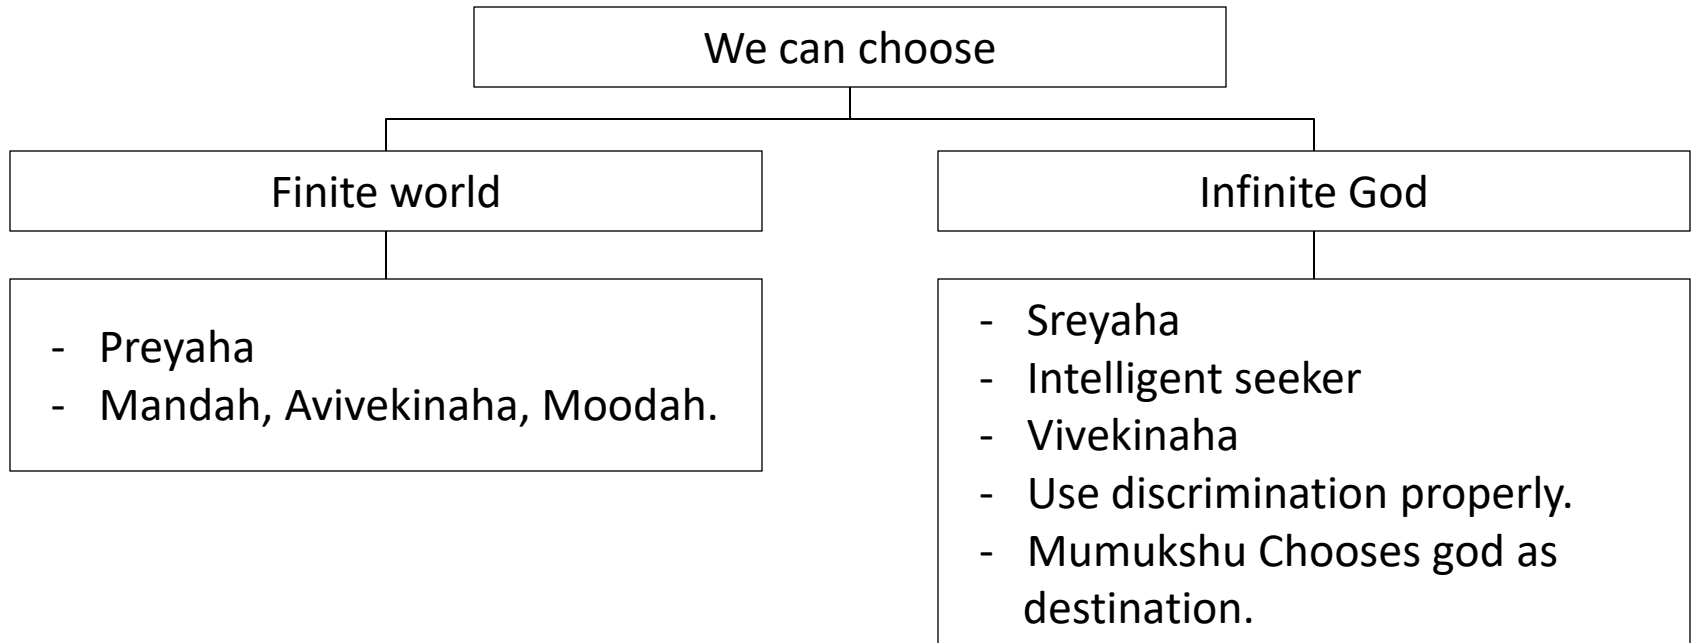 We can choose
Finite world
Infinite God
- Preyaha
- Mandah, Avivekinaha, Moodah.
- Sreyaha
- Intelligent seeker
- Vivekinaha
- Use discrimination properly.
- Mumukshu Chooses god as
destination.